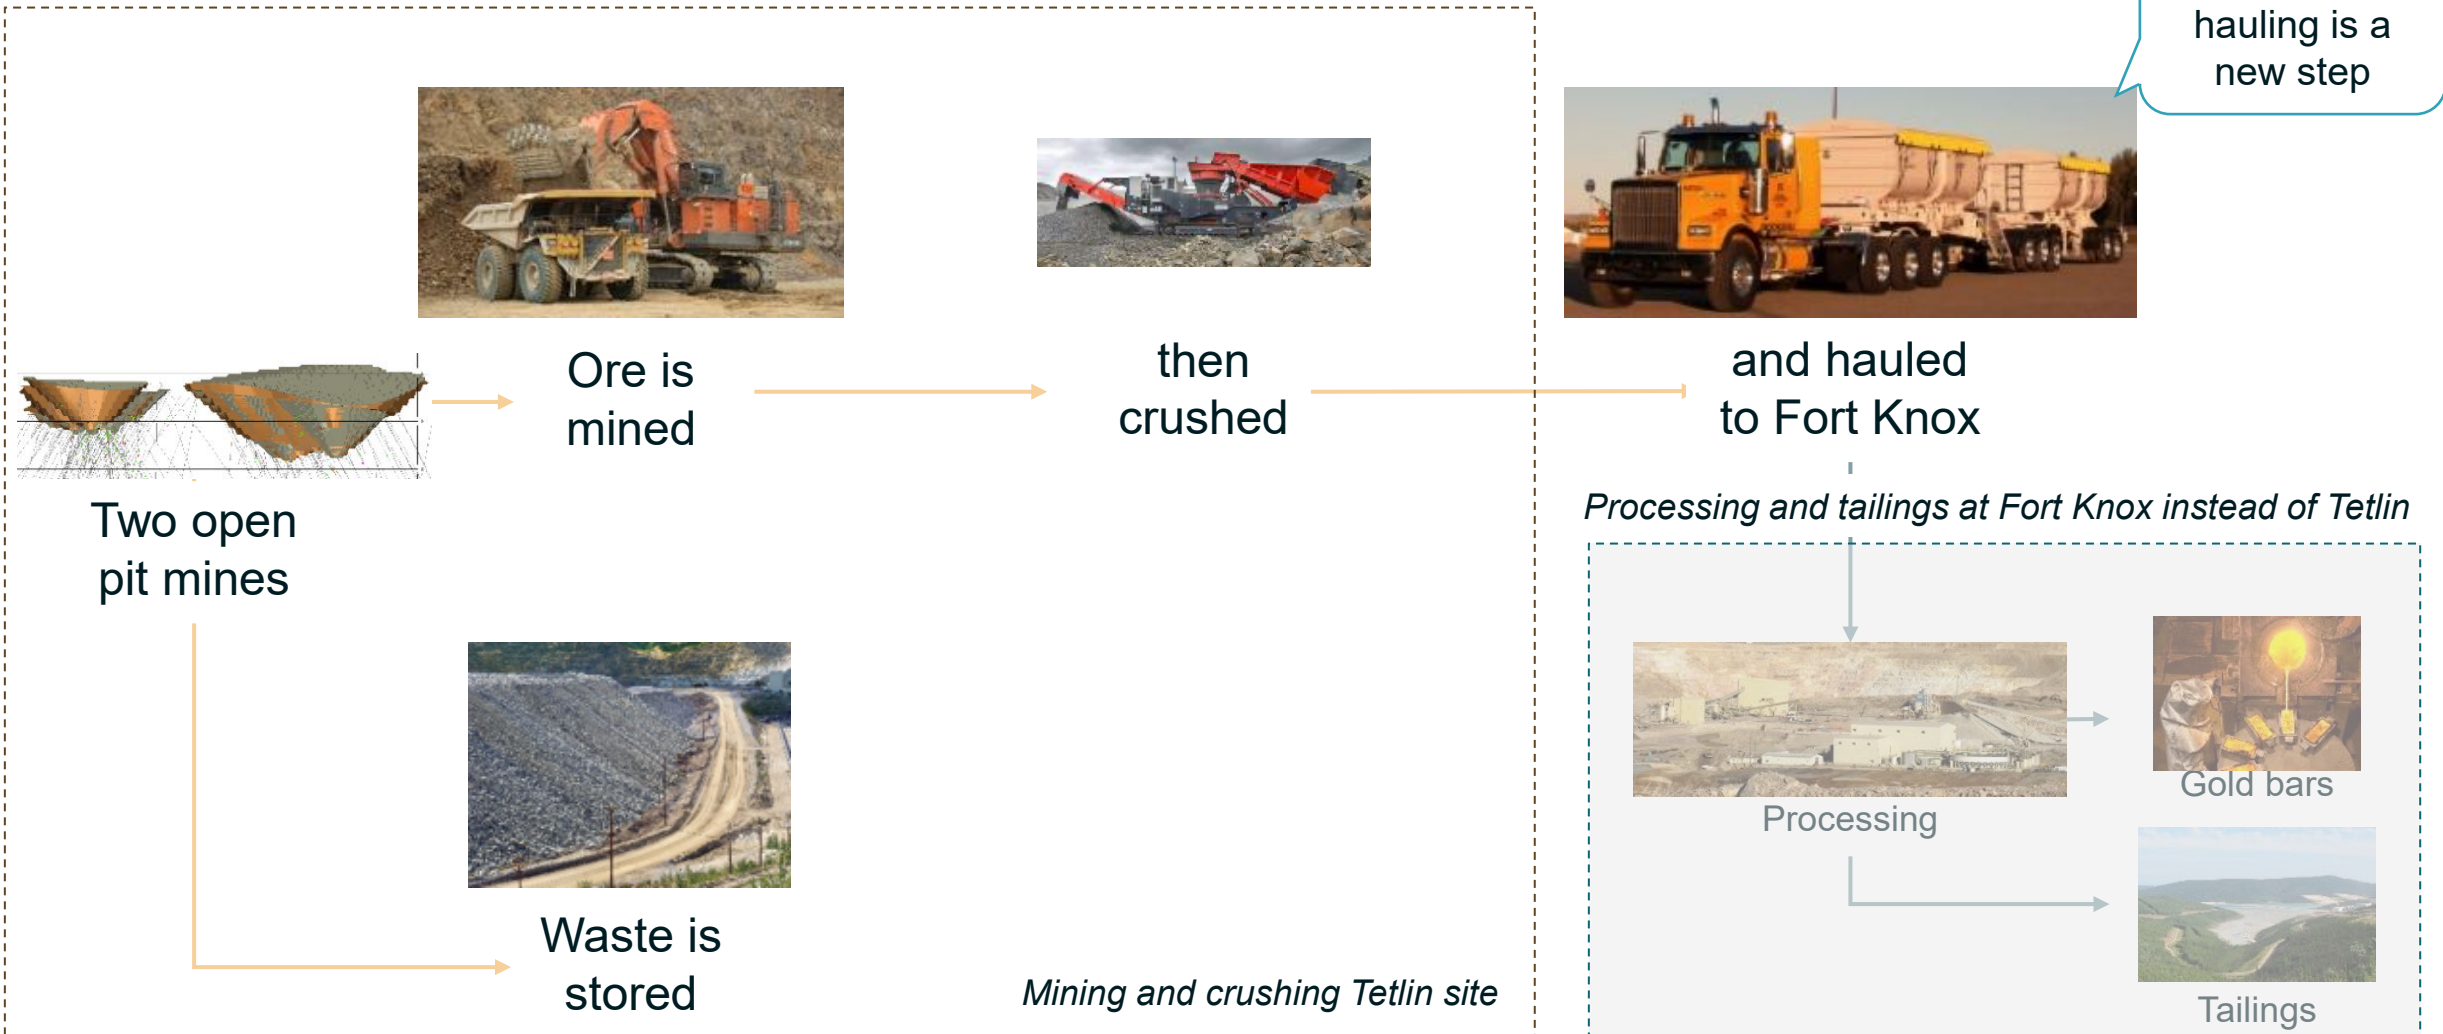 hauling is a
new step
Ore is
mined
then
crushed
and hauled
to Fort Knox
Two open
pit mines
Processing and tailings at Fort Knox instead of Tetlin
Processing
Gold bars
Tailings
Waste is
stored
Mining and crushing Tetlin site